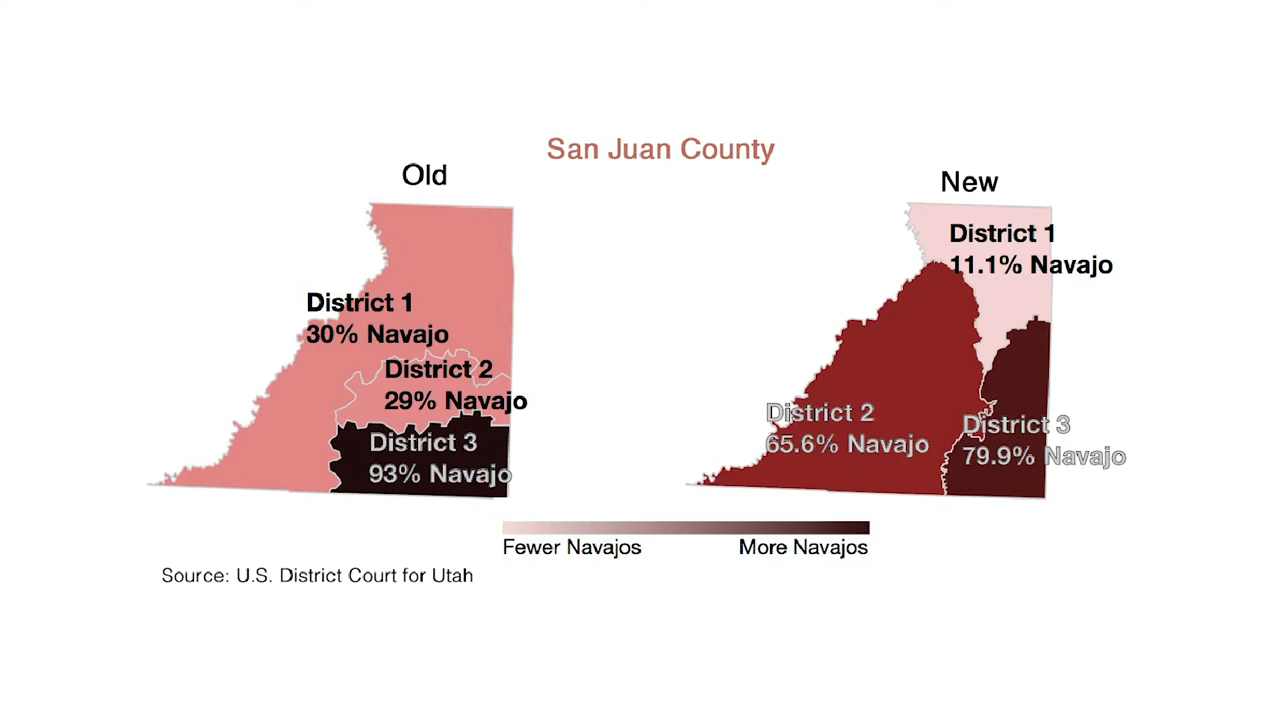 San Juan County
Old
District 1
30% Navajo
District 2
29% Navajo
District 3
93% Navajo
New
District 1
11.1% Navajo
District 2
65.6% Navajo
District 3
79.9% Navajo
Fewer Navajos
More Navajos
Source: U.S. District Court for Utah